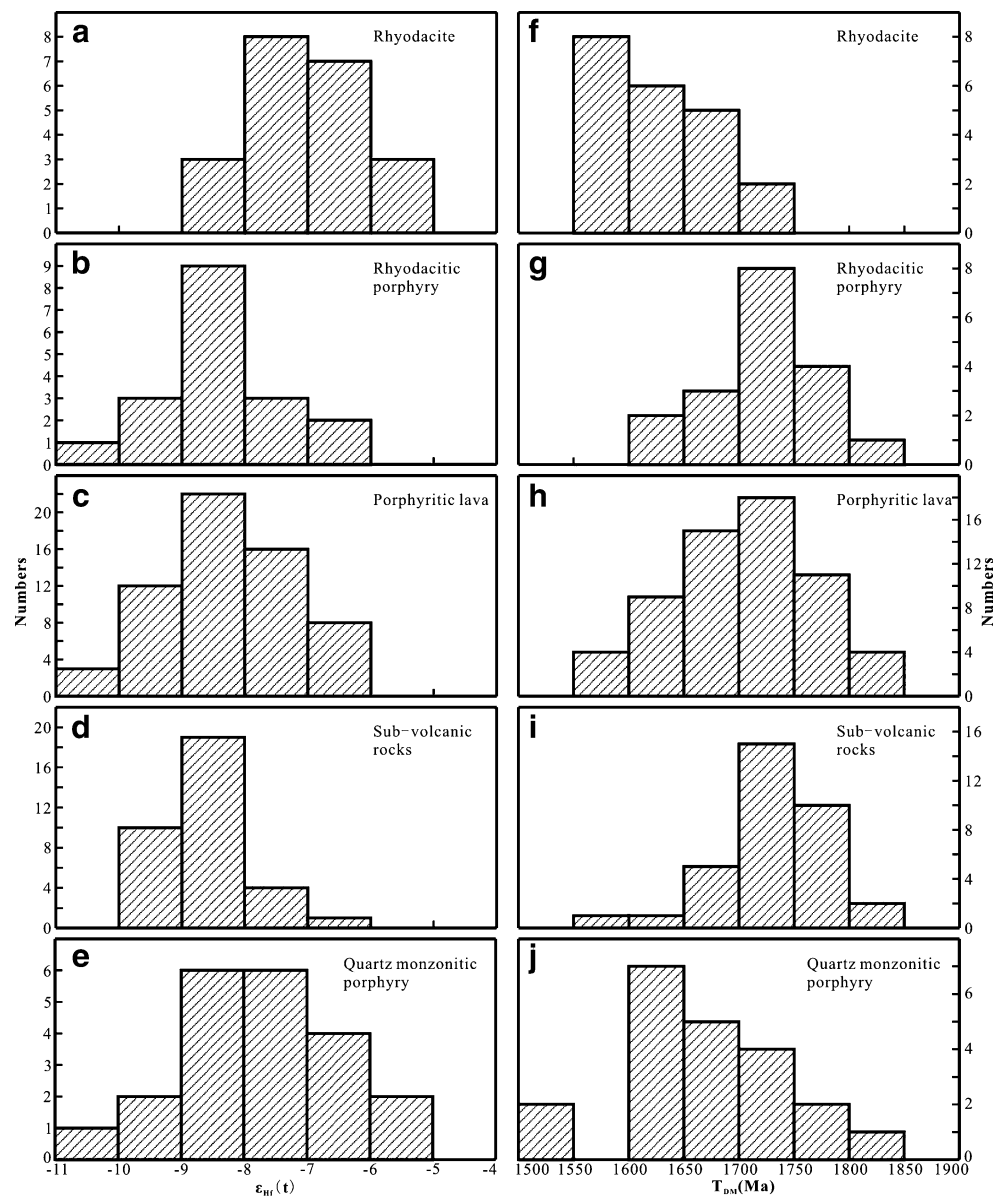 a
Rhyodacite
8
7
6
5
4
3
2
1
0
f
Rhyodacite
8
6
4
2
0
b
Rhyodacitic
porphyry
9
8
7
6
5
4
3
2
1
0
g
Rhyodacitic
porphyry
8
6
4
2
0
c
Porphyritic lava
20
16
12
8
4
0
h
Porphyritic lava
16
12
8
4
0
Numbers
Numbers
d
Sub-volcanic
rocks
20
16
12
8
4
0
i
Sub-volcanic
rocks
16
12
8
4
0
e
Quartz monzonitic
porphyry
6
5
4
3
2
1
0
j
Quartz monzonitic
porphyry
6
4
2
0
-11 -10 -9 -8 -7 -6 -5 -4
εHf(t)
1500 1550 1600 1650 1700 1750 1800 1850 1900
TDM(Ma)